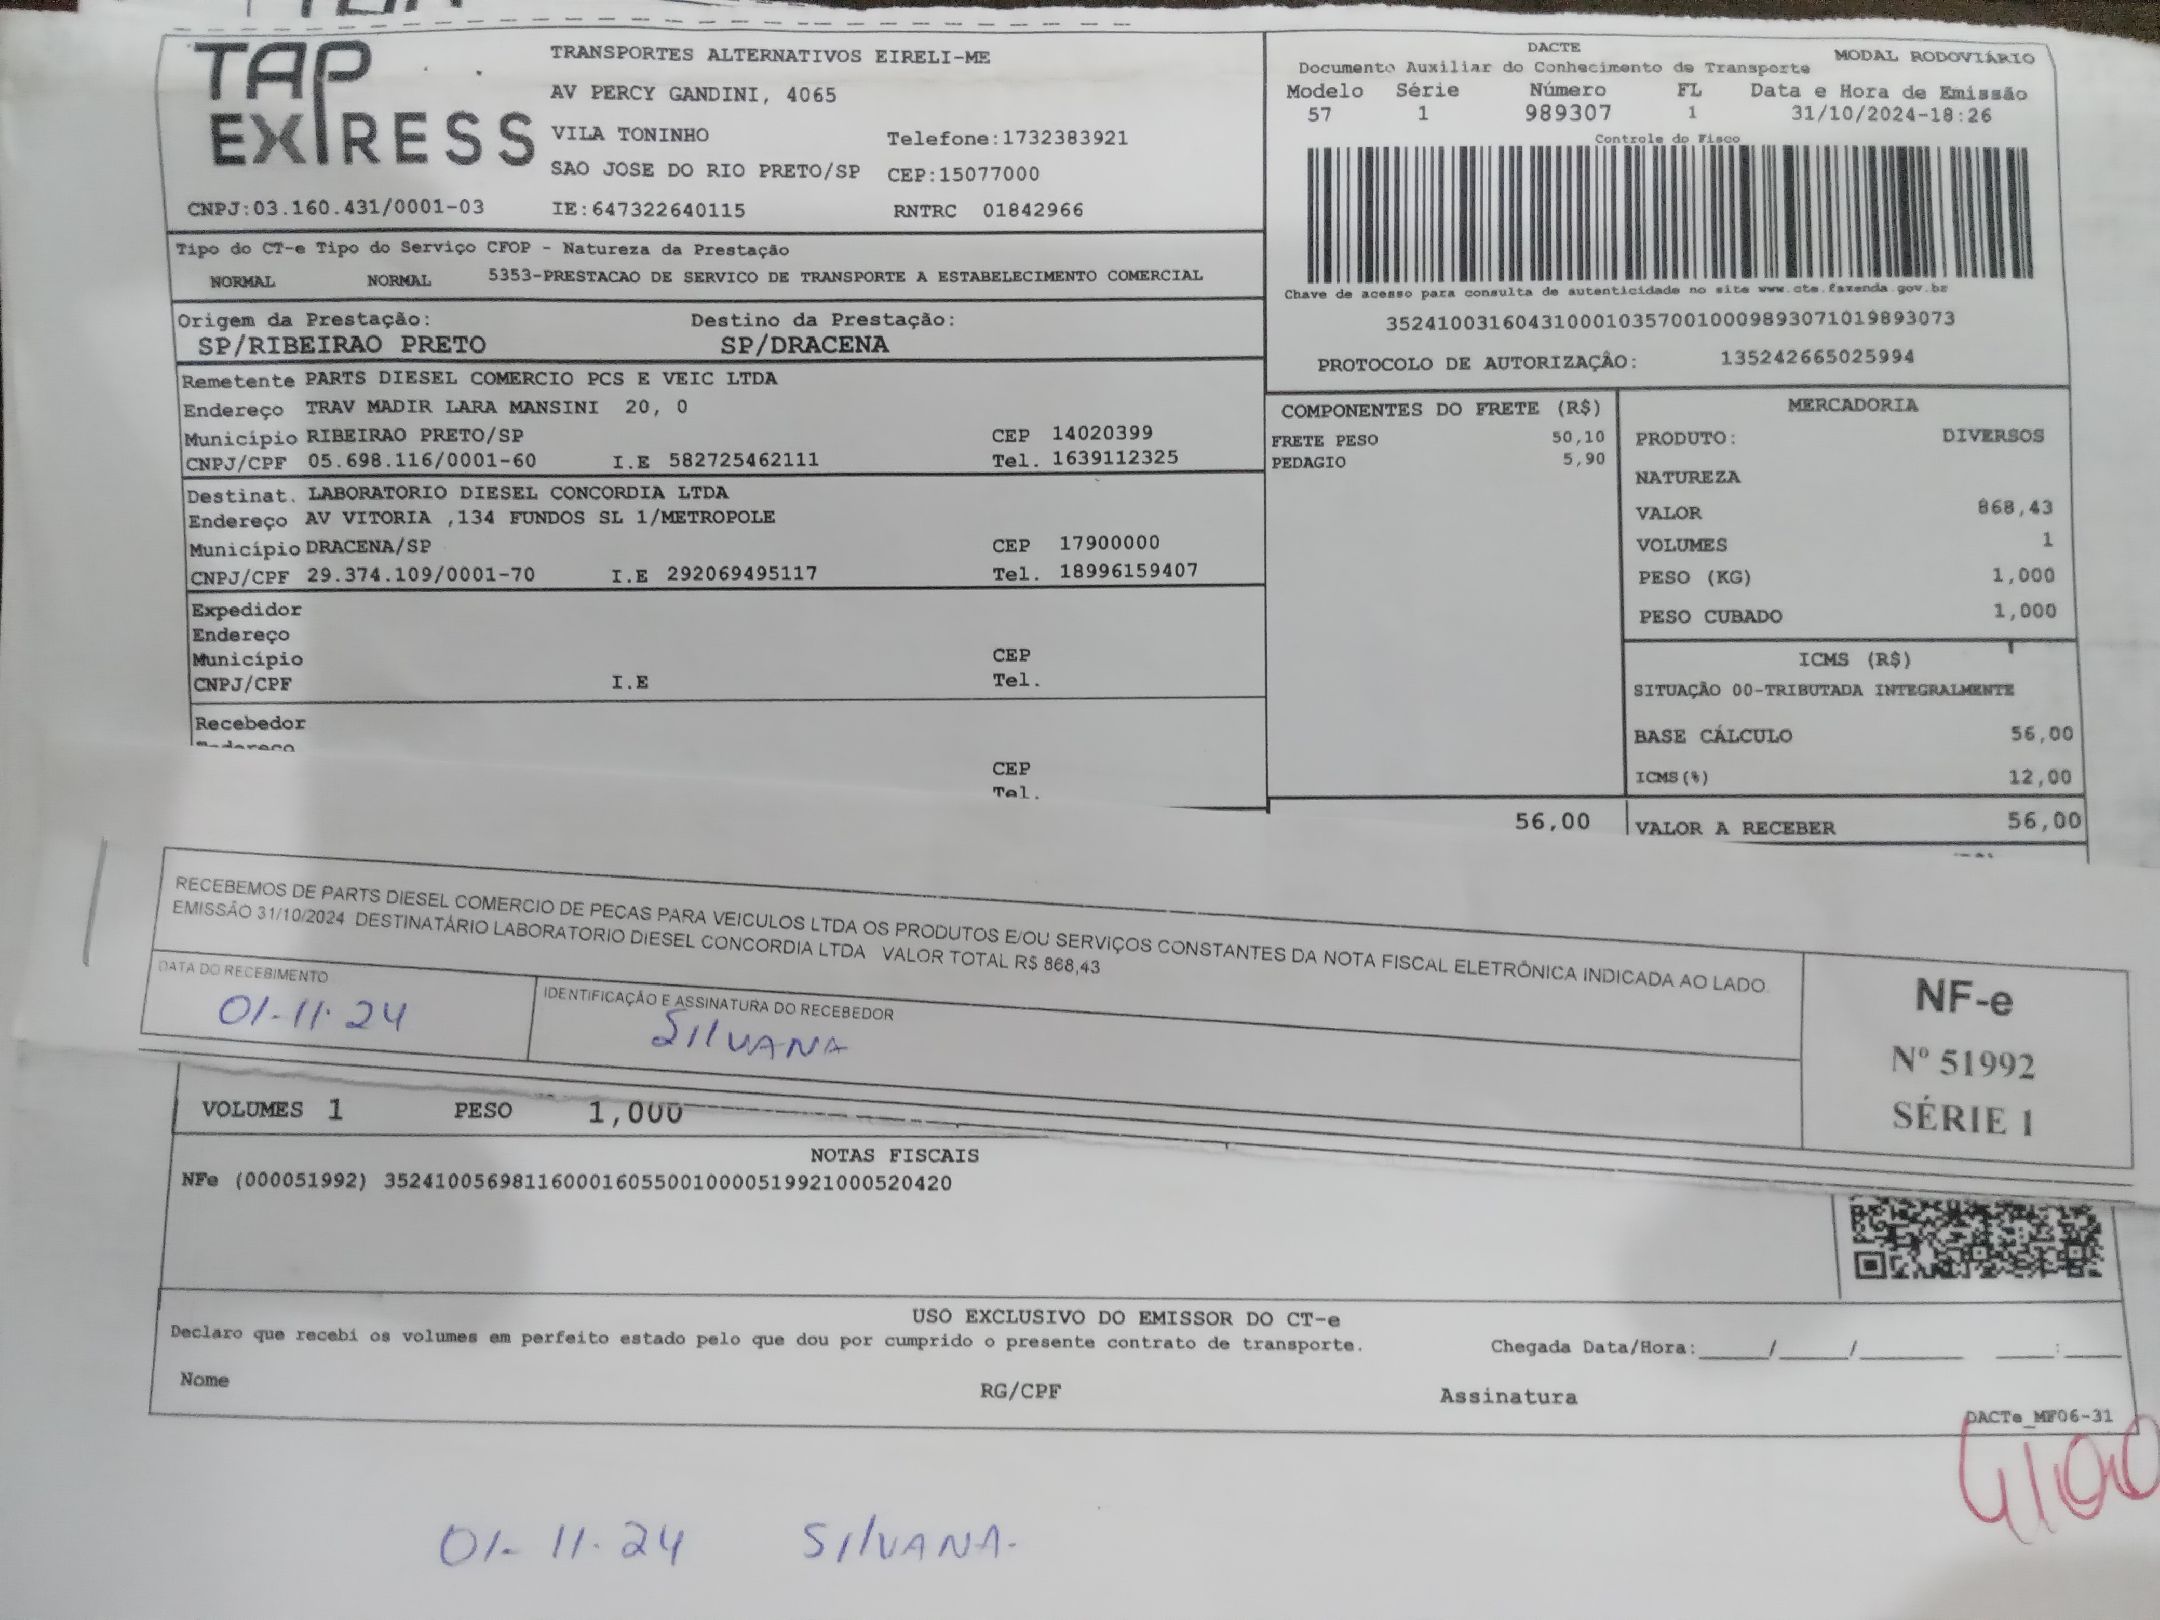 TAP
EXPRESS
TRANSPORTES ALTERNATIVOS EIRELI-ME
AV PERCY GANDINI, 4065
VILA TONINHO Telefone:1732383921
SAO JOSE DO RIO PRETO/SP CEP:15077000
CNPJ:03.160.431/0001-03 IE:647322640115 RNTRC 01842966
DACTE MODAL RODOVIÁRIO
Documento Auxiliar do Conhecimento de Transporte
Modelo Série Número FL Data e Hora de Emissão
57 1 989307 1 31/10/2024-18:26
Controle do Fisco
Chave de acesso para consulta de autenticidade no site www.cte.fazenda.gov.br
35241003160431000103570010009893071019893073
PROTOCOLO DE AUTORIZAÇÃO: 135242665025994
Tipo do CT-e Tipo do Serviço CFOP - Natureza da Prestação
NORMAL NORMAL 5353-PRESTACAO DE SERVICO DE TRANSPORTE A ESTABELECIMENTO COMERCIAL
Origem da Prestação: Destino da Prestação:
SP/RIBEIRAO PRETO SP/DRACENA
Remetente PARTS DIESEL COMERCIO PCS E VEIC LTDA
Endereço TRAV MADIR LARA MANSINI 20, 0
Município RIBEIRAO PRETO/SP CEP 14020399
CNPJ/CPF 05.698.116/0001-60 I.E 582725462111 Tel. 1639112325
Destinat. LABORATORIO DIESEL CONCORDIA LTDA
Endereço AV VITORIA ,134 FUNDOS SL 1/METROPOLE
Município DRACENA/SP CEP 17900000
CNPJ/CPF 29.374.109/0001-70 I.E 292069495117 Tel. 18996159407
Expedidor
Endereço
Município CEP
CNPJ/CPF I.E Tel.
Recebedor
Endereço
CEP
Tel.
COMPONENTES DO FRETE (R$)
FRETE PESO 50,10
PEDAGIO 5,90
56,00
MERCADORIA
PRODUTO: DIVERSOS
NATUREZA
VALOR 868,43
VOLUMES 1
PESO (KG) 1,000
PESO CUBADO 1,000
ICMS (R$)
SITUAÇÃO 00-TRIBUTADA INTEGRALMENTE
BASE CÁLCULO 56,00
ICMS(%) 12,00
VALOR A RECEBER 56,00
RECEBEMOS DE PARTS DIESEL COMERCIO DE PECAS PARA VEICULOS LTDA OS PRODUTOS E/OU SERVIÇOS CONSTANTES DA NOTA FISCAL ELETRÔNICA INDICADA AO LADO.
EMISSÃO 31/10/2024 DESTINATÁRIO LABORATORIO DIESEL CONCORDIA LTDA VALOR TOTAL R$ 868,43
DATA DO RECEBIMENTO IDENTIFICAÇÃO E ASSINATURA DO RECEBEDOR
01-11-24 SILVANA
NF-e
Nº 51992
SÉRIE 1
VOLUMES 1 PESO 1,000
NOTAS FISCAIS
NFe (000051992) 35241005698116000160550010000519921000520420
USO EXCLUSIVO DO EMISSOR DO CT-e
Declaro que recebi os volumes em perfeito estado pelo que dou por cumprido o presente contrato de transporte. Chegada Data/Hora:_____/_____/________ ____:____
Nome RG/CPF Assinatura
DACTe_MF06-31
01-11-24 SILVANA.